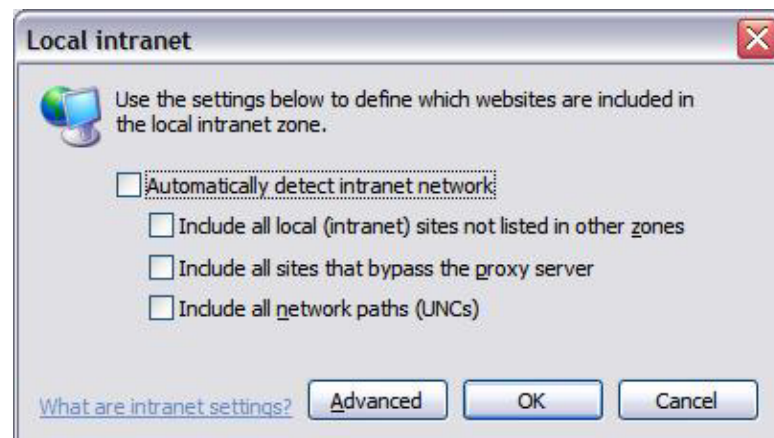 Local intranet
Use the settings below to define which websites are included in
the local intranet zone.
Automatically detect intranet network
Include all local (intranet) sites not listed in other zones
Include all sites that bypass the proxy server
Include all network paths (UNCs)
What are intranet settings? Advanced OK Cancel